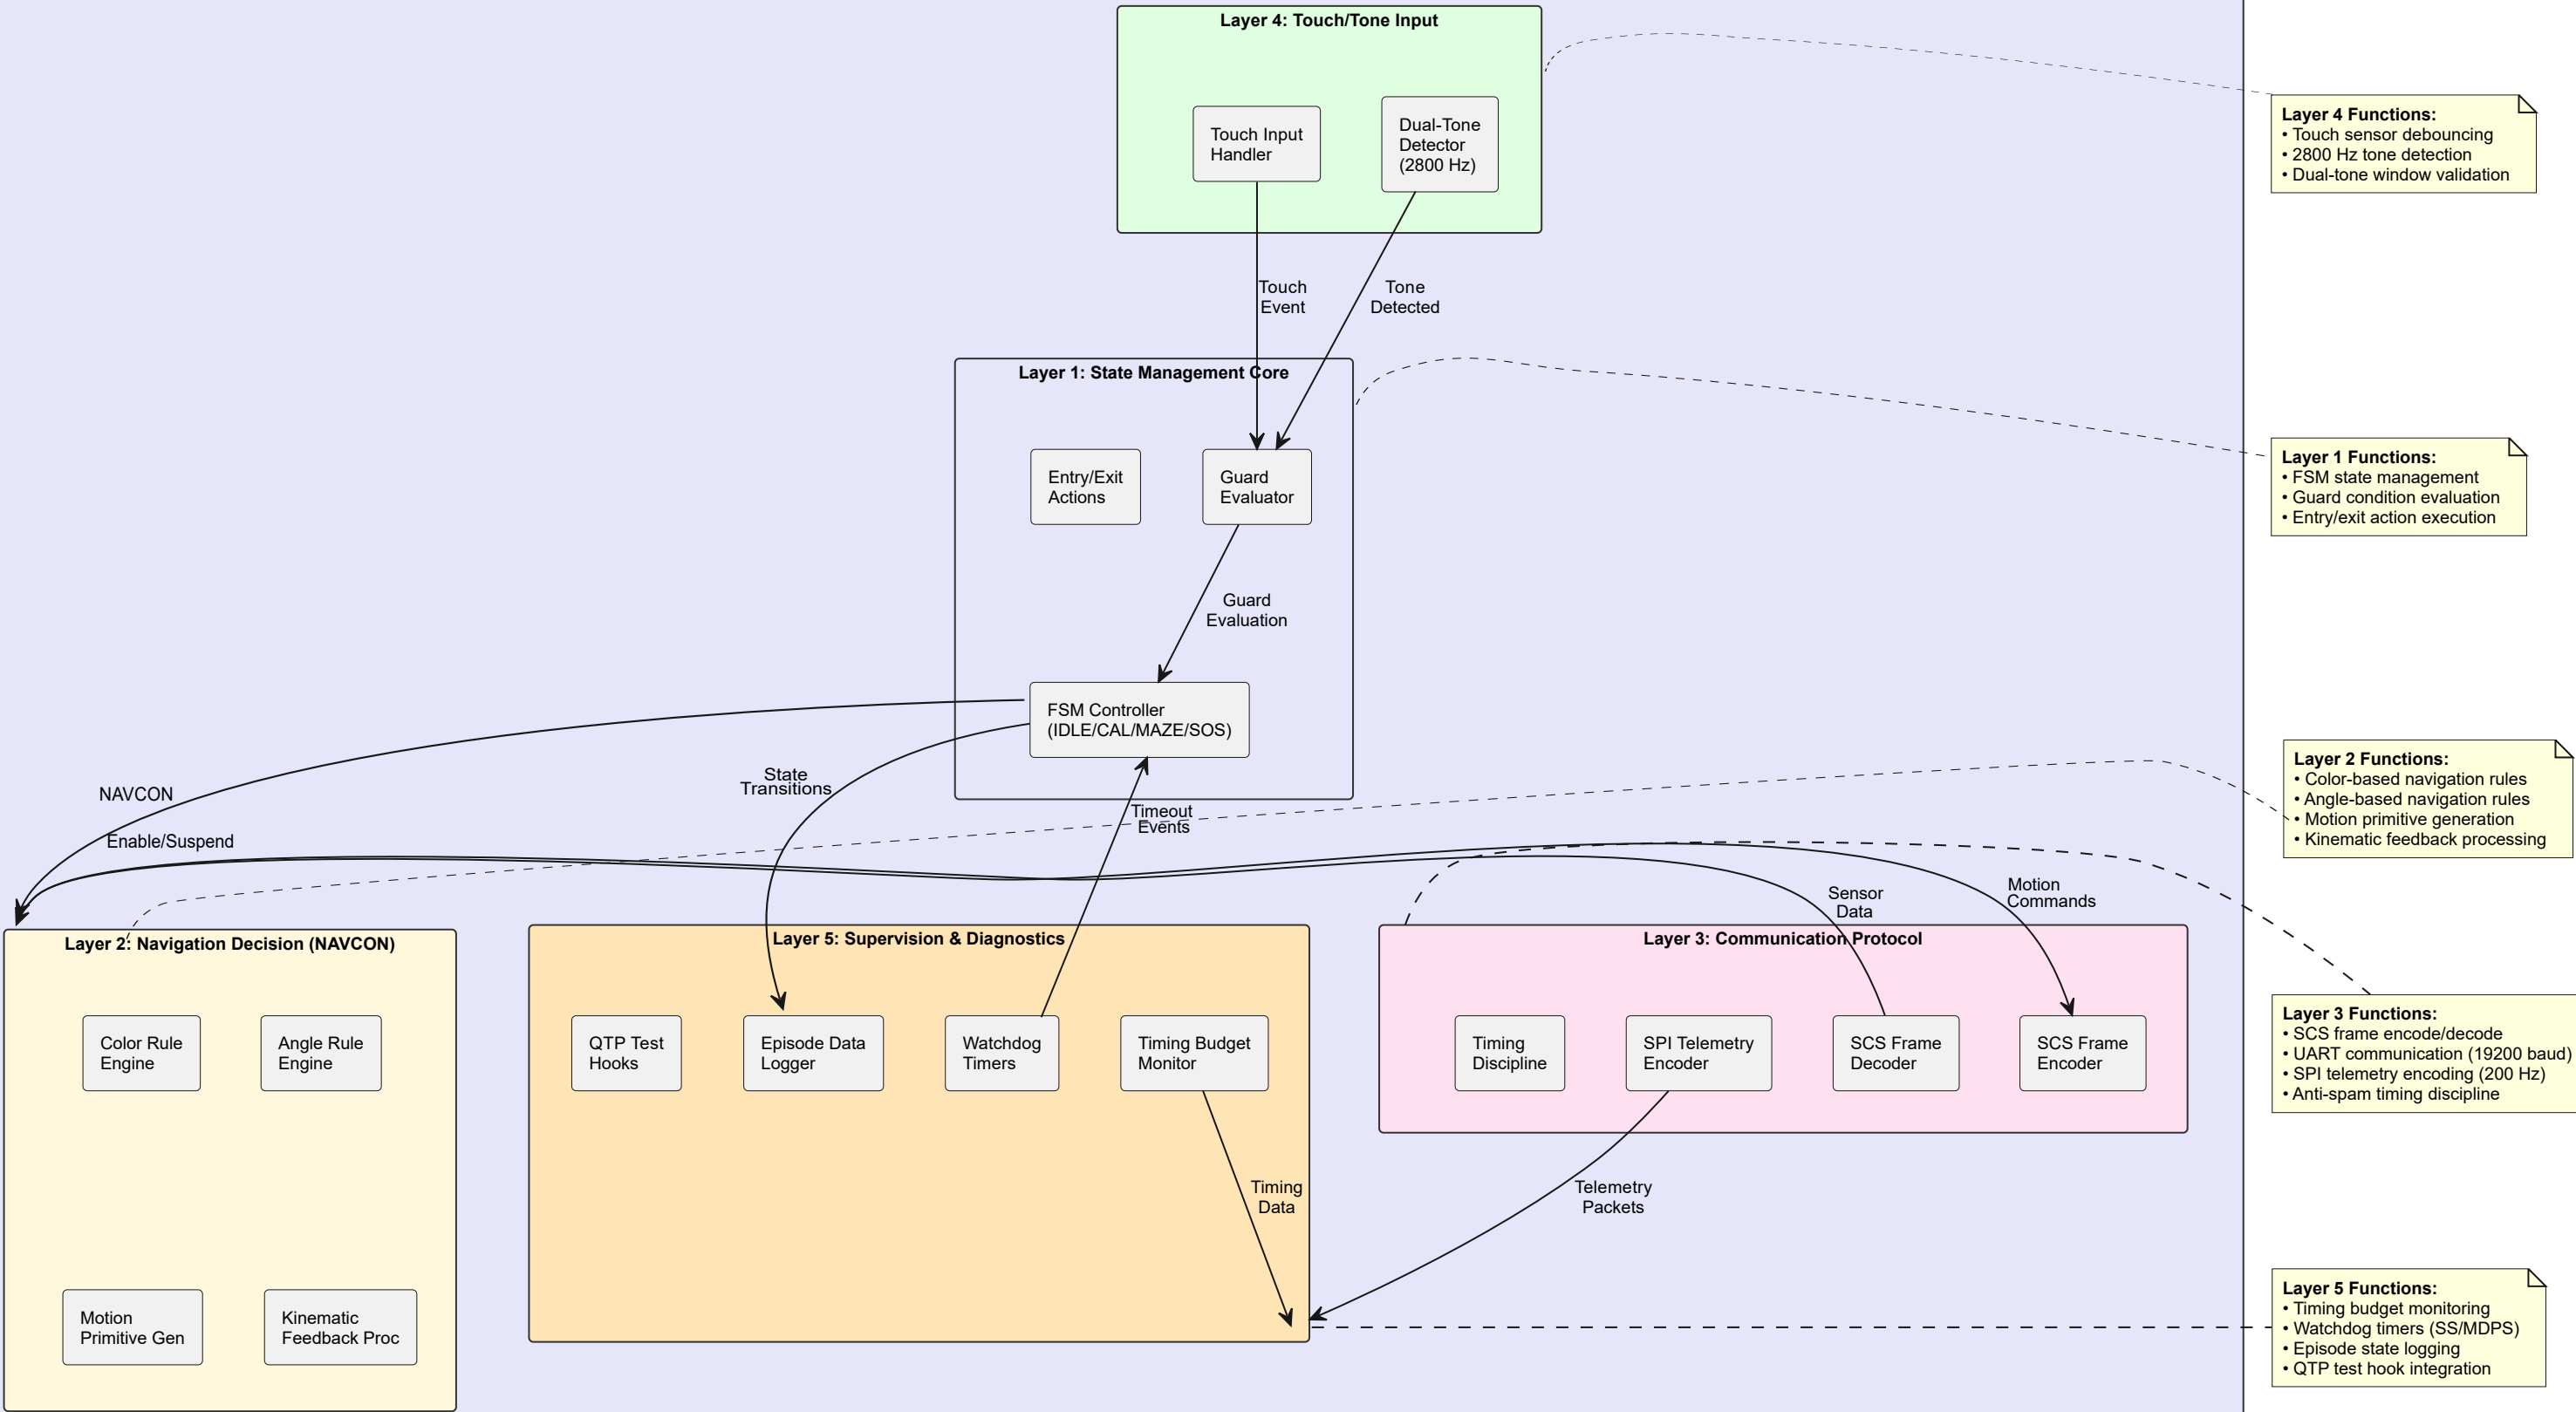 Layer 4: Touch/Tone Input
Touch Input
Handler
Dual-Tone
Detector
(2800 Hz)
Layer 4 Functions:
• Touch sensor debouncing
• 2800 Hz tone detection
• Dual-tone window validation
Touch
Event
Tone
Detected
Layer 1: State Management Core
Entry/Exit
Actions
Guard
Evaluator
Layer 1 Functions:
• FSM state management
• Guard condition evaluation
• Entry/exit action execution
Guard
Evaluation
FSM Controller
(IDLE/CAL/MAZE/SOS)
NAVCON
Enable/Suspend
State
Transitions
Timeout
Events
Layer 2 Functions:
• Color-based navigation rules
• Angle-based navigation rules
• Motion primitive generation
• Kinematic feedback processing
Sensor
Data
Motion
Commands
Layer 2: Navigation Decision (NAVCON)
Color Rule
Engine
Angle Rule
Engine
Motion
Primitive Gen
Kinematic
Feedback Proc
Layer 5: Supervision & Diagnostics
QTP Test
Hooks
Episode Data
Logger
Watchdog
Timers
Timing Budget
Monitor
Timing
Data
Layer 3: Communication Protocol
Timing
Discipline
SPI Telemetry
Encoder
SCS Frame
Decoder
SCS Frame
Encoder
Telemetry
Packets
Layer 3 Functions:
• SCS frame encode/decode
• UART communication (19200 baud)
• SPI telemetry encoding (200 Hz)
• Anti-spam timing discipline
Layer 5 Functions:
• Timing budget monitoring
• Watchdog timers (SS/MDPS)
• Episode state logging
• QTP test hook integration